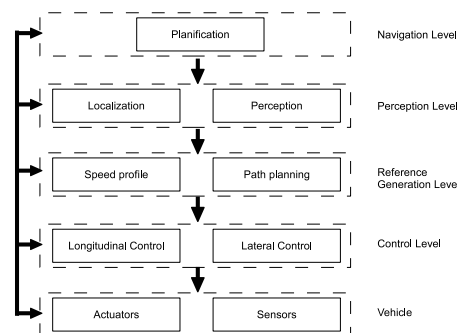 Planification
Navigation Level
Localization
Perception
Perception Level
Speed profile
Path planning
Reference
Generation Level
Longitudinal Control
Lateral Control
Control Level
Actuators
Sensors
Vehicle